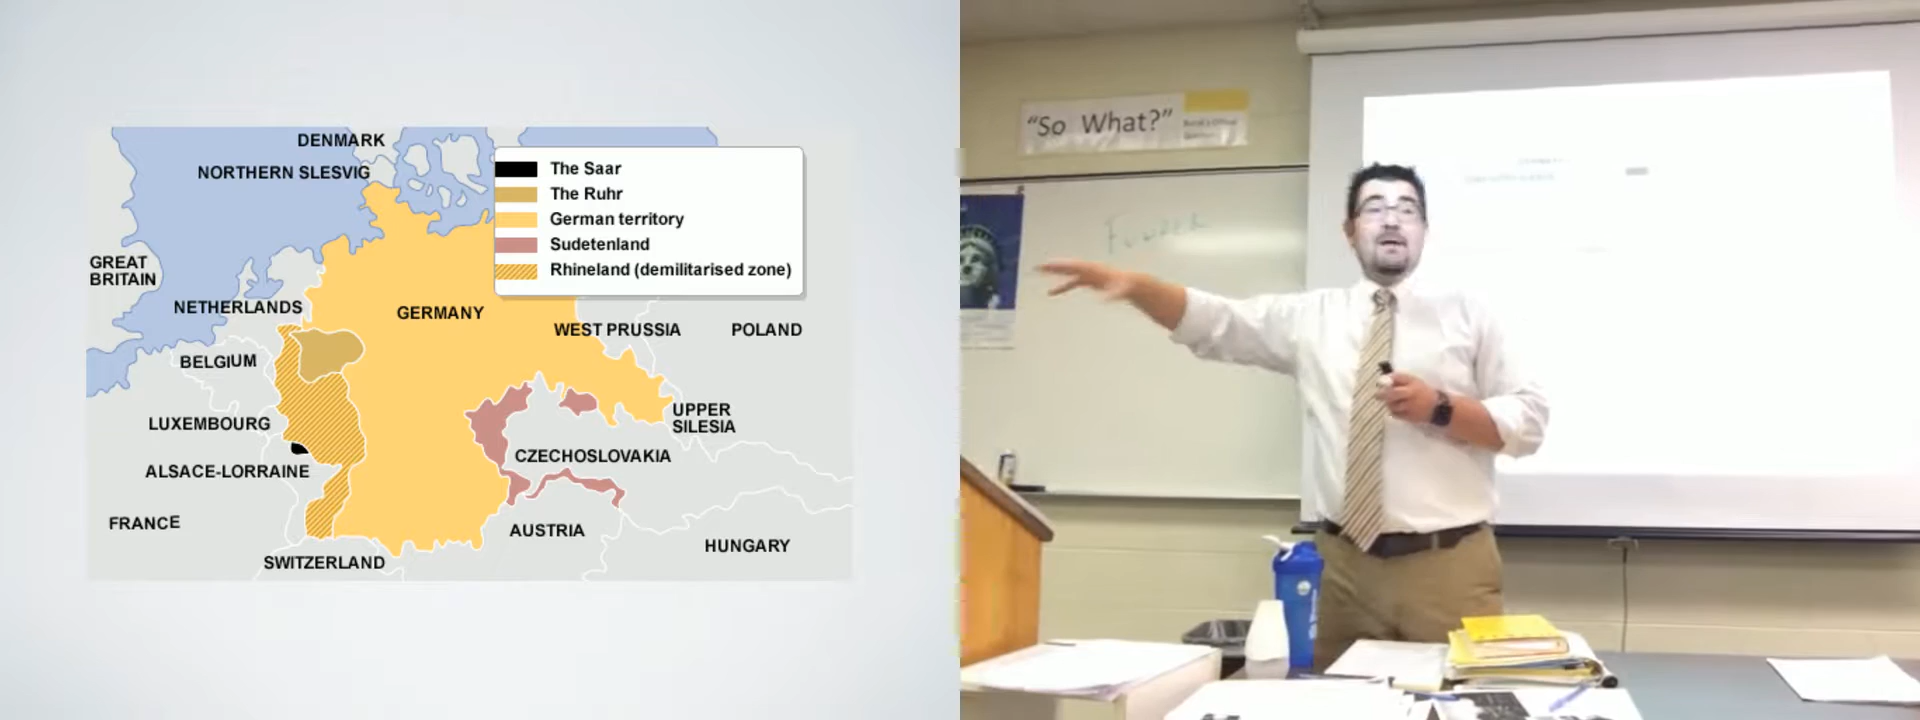 DENMARK
NORTHERN SLESVIG
The Saar
The Ruhr
German territory
Sudetenland
Rhineland (demilitarised zone)
GREAT
BRITAIN
NETHERLANDS
GERMANY
WEST PRUSSIA
POLAND
BELGIUM
LUXEMBOURG
UPPER
SILESIA
CZECHOSLOVAKIA
ALSACE-LORRAINE
FRANCE
AUSTRIA
HUNGARY
SWITZERLAND
“So What?”